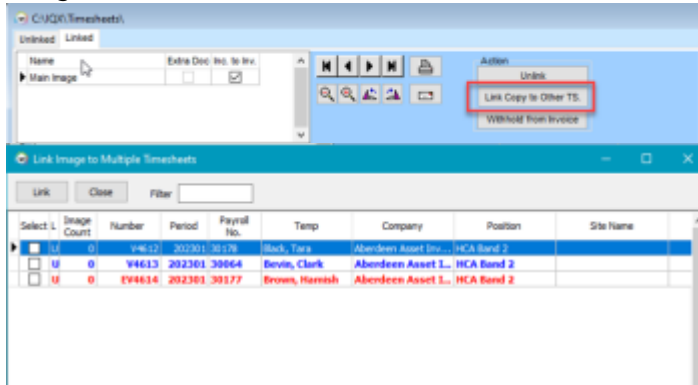 C:\IQX\Timesheets\
Unlinked Linked
Name Extra Doc Inc. to Inv.
Main Image
Action
Unlink
Link Copy to Other TS.
Withhold from Invoice
Link Image to Multiple Timesheets
Link Close Filter
Select L Image Count Number Period Payroll No. Temp Company Position Site Name
U 0 V4612 202301 30178 Black, Tara Aberdeen Asset Inv... HCA Band 2
U 0 V4613 202301 30064 Bevin, Clark Aberdeen Asset I... HCA Band 2
U 0 EV4614 202301 30177 Brown, Hamish Aberdeen Asset I... HCA Band 2